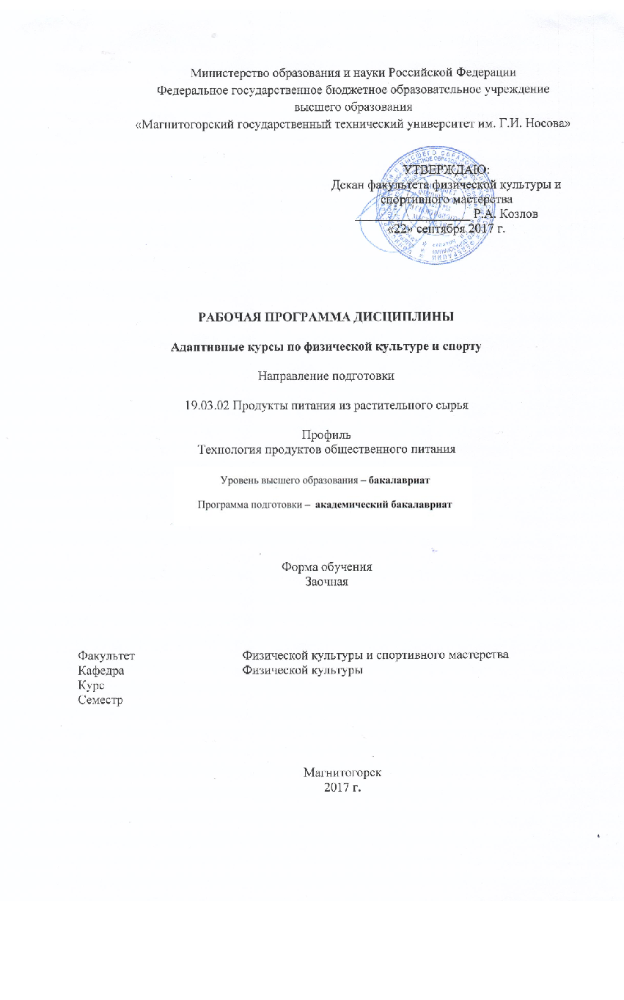 Министерство образования и науки Российской Федерации
Федеральное государственное бюджетное образовательное учреждение
высшего образования
«Магнитогорский государственный технический университет им. Г.И. Носова»
УТВЕРЖДАЮ:
Декан факультета физической культуры и
спортивного мастерства
___________________ Р.А. Козлов
«22» сентября 2017 г.
РАБОЧАЯ ПРОГРАММА ДИСЦИПЛИНЫ
Адаптивные курсы по физической культуре и спорту
Направление подготовки
19.03.02 Продукты питания из растительного сырья
Профиль
Технология продуктов общественного питания
Уровень высшего образования – бакалавриат
Программа подготовки – академический бакалавриат
Форма обучения
Заочная
Факультет Физической культуры и спортивного мастерства
Кафедра Физической культуры
Курс
Семестр
Магнитогорск
2017 г.